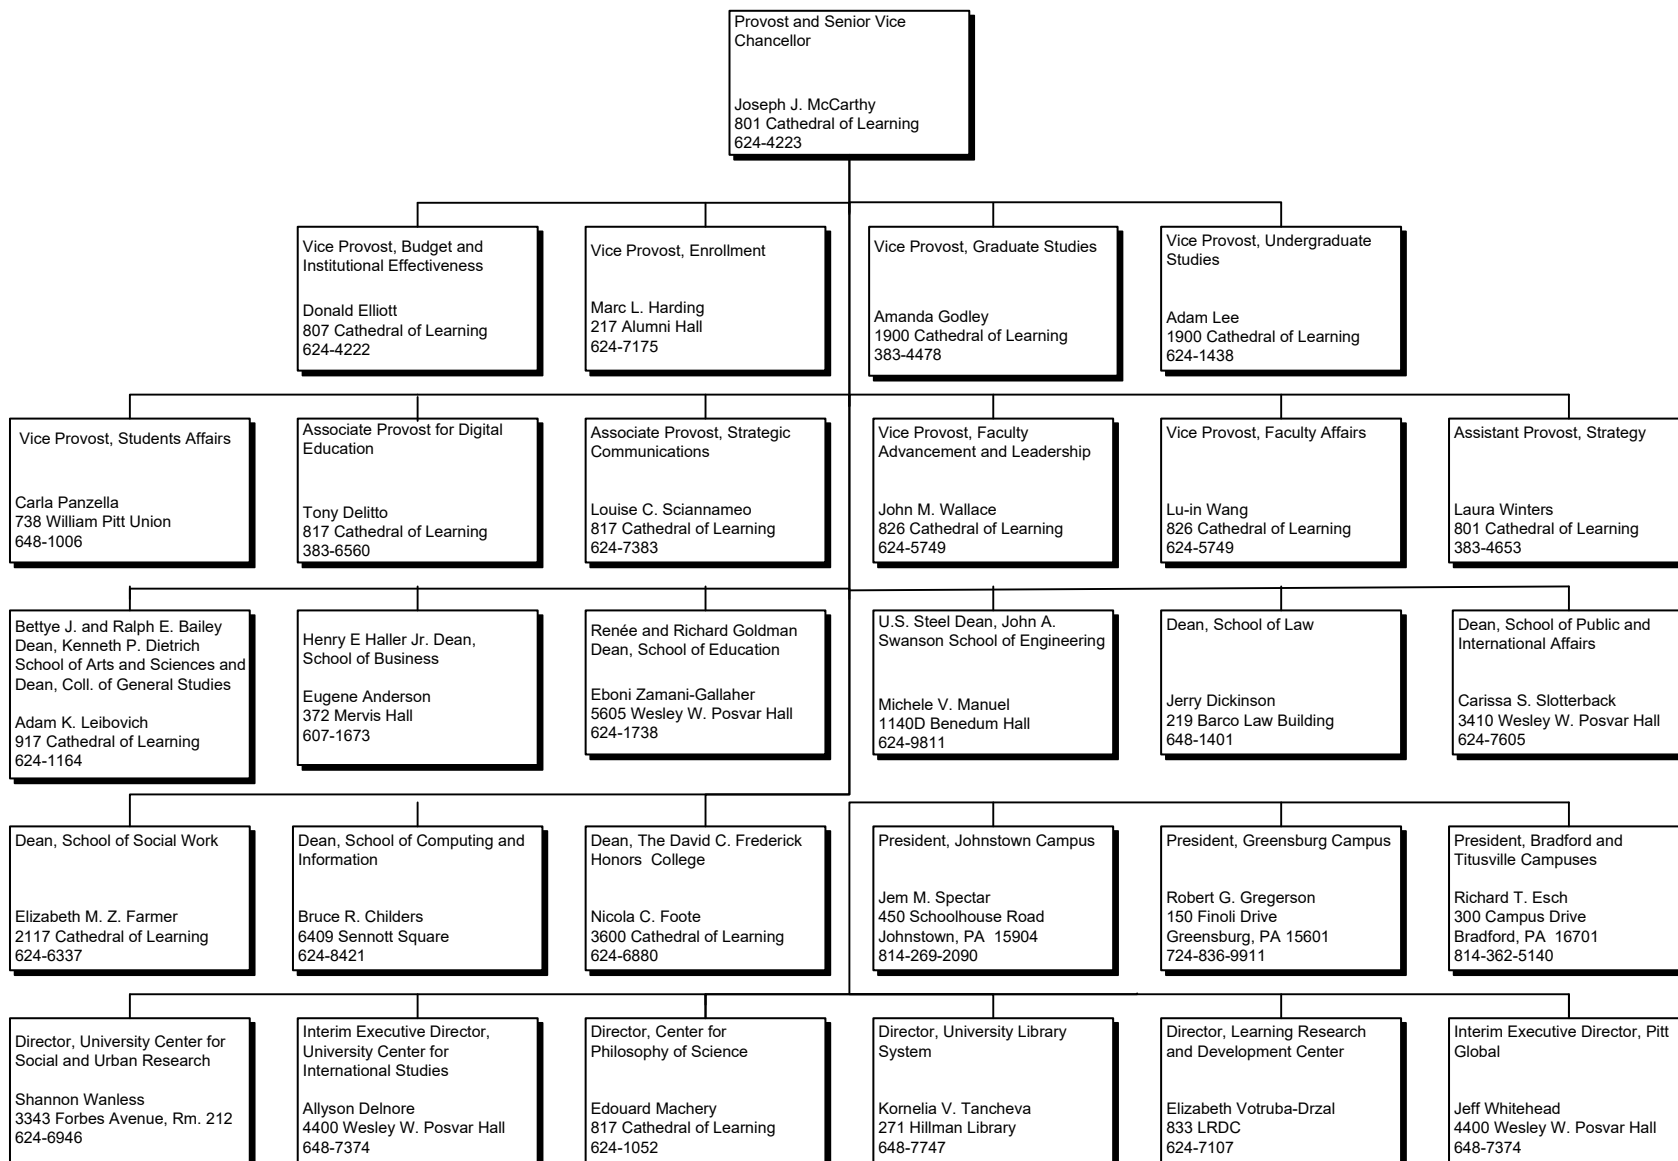 Provost and Senior Vice
Chancellor
Joseph J. McCarthy
801 Cathedral of Learning
624-4223
Vice Provost, Budget and
Institutional Effectiveness
Donald Elliott
807 Cathedral of Learning
624-4222
Vice Provost, Enrollment
Marc L. Harding
217 Alumni Hall
624-7175
Vice Provost, Graduate Studies
Amanda Godley
1900 Cathedral of Learning
383-4478
Vice Provost, Undergraduate
Studies
Adam Lee
1900 Cathedral of Learning
624-1438
Vice Provost, Students Affairs
Carla Panzella
738 William Pitt Union
648-1006
Associate Provost for Digital
Education
Tony Delitto
817 Cathedral of Learning
383-6560
Associate Provost, Strategic
Communications
Louise C. Sciannameo
817 Cathedral of Learning
624-7383
Vice Provost, Faculty
Advancement and Leadership
John M. Wallace
826 Cathedral of Learning
624-5749
Vice Provost, Faculty Affairs
Lu-in Wang
826 Cathedral of Learning
624-5749
Assistant Provost, Strategy
Laura Winters
801 Cathedral of Learning
383-4653
Bettye J. and Ralph E. Bailey
Dean, Kenneth P. Dietrich
School of Arts and Sciences and
Dean, Coll. of General Studies
Adam K. Leibovich
917 Cathedral of Learning
624-1164
Henry E Haller Jr. Dean,
School of Business
Eugene Anderson
372 Mervis Hall
607-1673
Renée and Richard Goldman
Dean, School of Education
Eboni Zamani-Gallaher
5605 Wesley W. Posvar Hall
624-1738
U.S. Steel Dean, John A.
Swanson School of Engineering
Michele V. Manuel
1140D Benedum Hall
624-9811
Dean, School of Law
Jerry Dickinson
219 Barco Law Building
648-1401
Dean, School of Public and
International Affairs
Carissa S. Slotterback
3410 Wesley W. Posvar Hall
624-7605
Dean, School of Social Work
Elizabeth M. Z. Farmer
2117 Cathedral of Learning
624-6337
Dean, School of Computing and
Information
Bruce R. Childers
6409 Sennott Square
624-8421
Dean, The David C. Frederick
Honors College
Nicola C. Foote
3600 Cathedral of Learning
624-6880
President, Johnstown Campus
Jem M. Spectar
450 Schoolhouse Road
Johnstown, PA 15904
814-269-2090
President, Greensburg Campus
Robert G. Gregerson
150 Finoli Drive
Greensburg, PA 15601
724-836-9911
President, Bradford and
Titusville Campuses
Richard T. Esch
300 Campus Drive
Bradford, PA 16701
814-362-5140
Director, University Center for
Social and Urban Research
Shannon Wanless
3343 Forbes Avenue, Rm. 212
624-6946
Interim Executive Director,
University Center for
International Studies
Allyson Delnore
4400 Wesley W. Posvar Hall
648-7374
Director, Center for
Philosophy of Science
Edouard Machery
817 Cathedral of Learning
624-1052
Director, University Library
System
Kornelia V. Tancheva
271 Hillman Library
648-7747
Director, Learning Research
and Development Center
Elizabeth Votruba-Drzal
833 LRDC
624-7107
Interim Executive Director, Pitt
Global
Jeff Whitehead
4400 Wesley W. Posvar Hall
648-7374